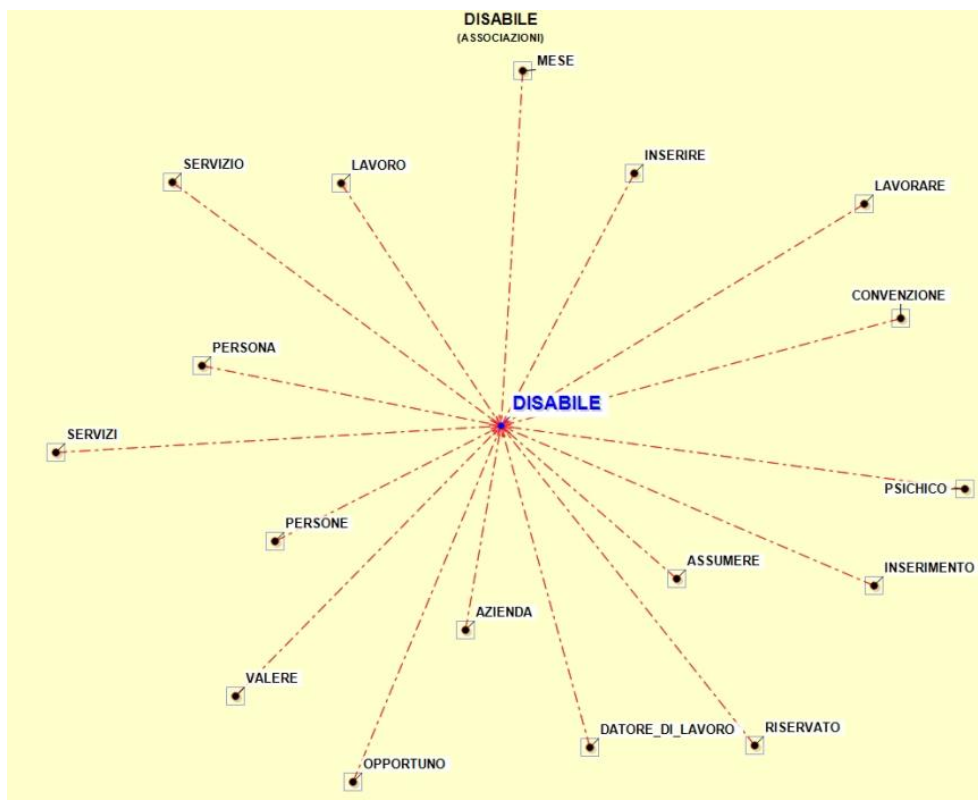 DISABILE
(ASSOCIAZIONI)
MESE
INSERIRE
SERVIZIO
LAVORO
LAVORARE
CONVENZIONE
PERSONA
DISABILE
SERVIZI
PSICHICO
PERSONE
ASSUMERE
INSERIMENTO
AZIENDA
VALERE
DATORE_DI_LAVORO
RISERVATO
OPPORTUNO